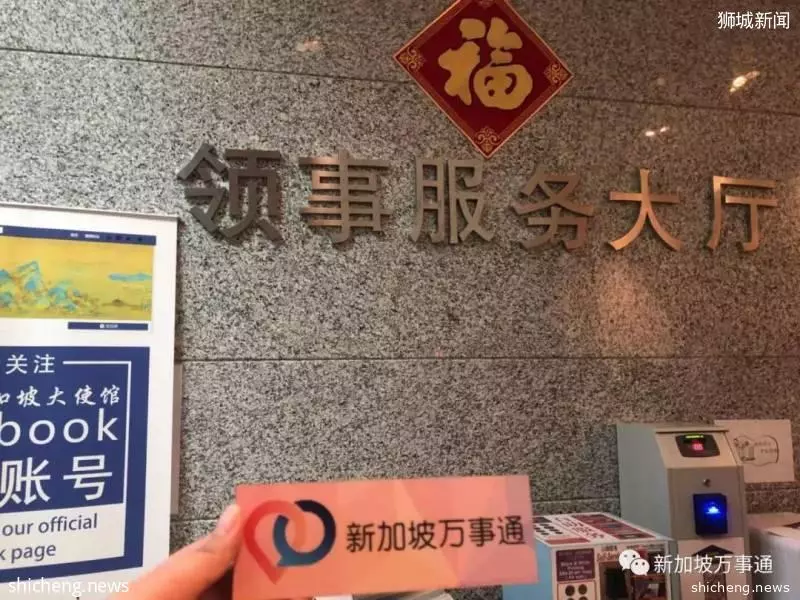 狮城新闻
福
领事服务大厅
关注
加坡大使馆
book
账号
our official
k page
新加坡万事通
新加坡万事通
shicheng.news
shicheng.news